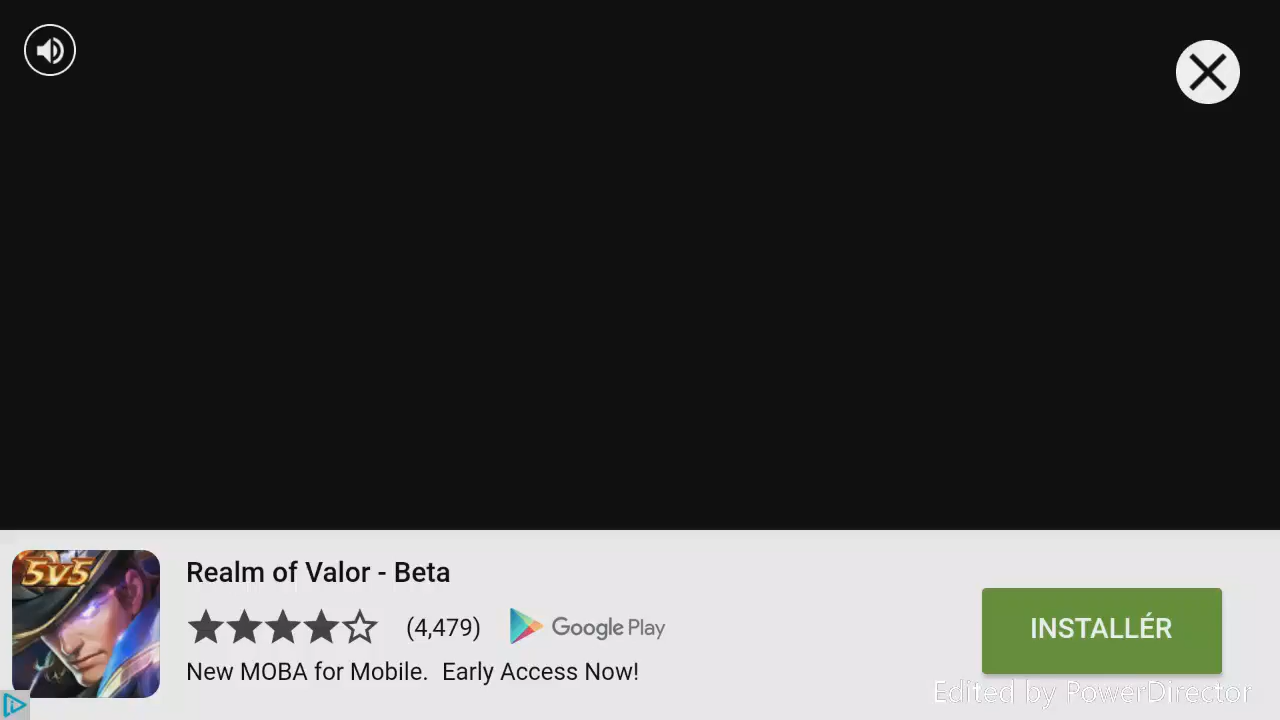 5v5
Realm of Valor - Beta
(4,479) Google Play
New MOBA for Mobile.  Early Access Now!
INSTALLÉR
Edited by PowerDirector